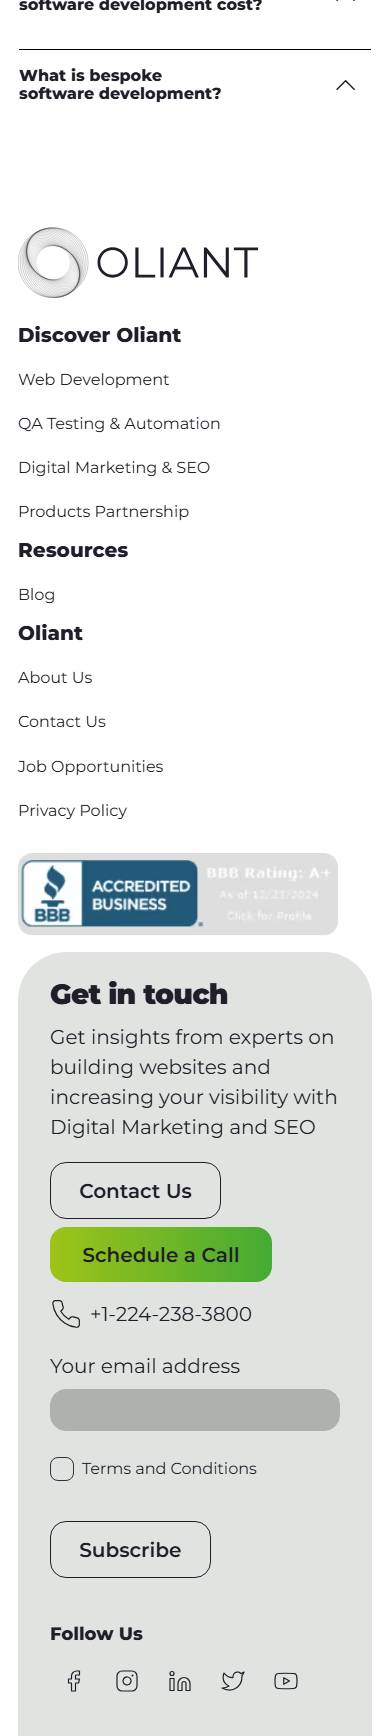 software development cost?
What is bespoke
software development?
OLIANT
Discover Oliant
Web Development
QA Testing & Automation
Digital Marketing & SEO
Products Partnership
Resources
Blog
Oliant
About Us
Contact Us
Job Opportunities
Privacy Policy
BBB
ACCREDITED
BUSINESS
BBB Rating: A+
As of 12/21/2024
Click for Profile
Get in touch
Get insights from experts on
building websites and
increasing your visibility with
Digital Marketing and SEO
Contact Us
Schedule a Call
+1-224-238-3800
Your email address
Terms and Conditions
Subscribe
Follow Us